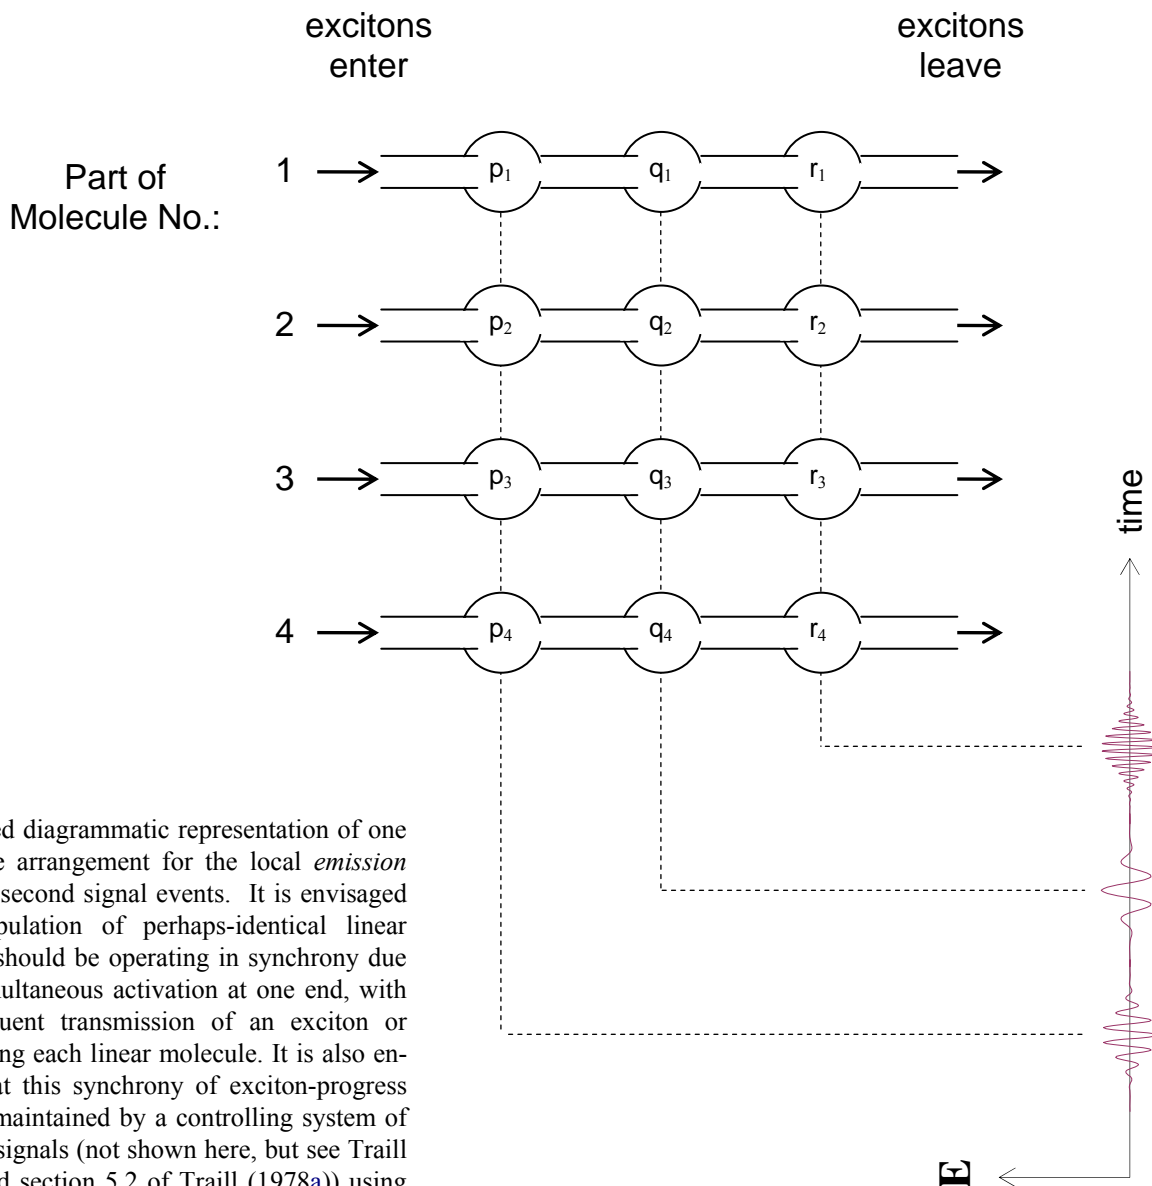 excitons
enter
excitons
leave
Part of
Molecule No.:
1 p₁ q₁ r₁
2 p₂ q₂ r₂
3 p₃ q₃ r₃
4 p₄ q₄ r₄
time
ed diagrammatic representation of one
e arrangement for the local emission
second signal events. It is envisaged
pulation of perhaps-identical linear
should be operating in synchrony due
multaneous activation at one end, with
quent transmission of an exciton or
ng each linear molecule. It is also en-
at this synchrony of exciton-progress
maintained by a controlling system of
signals (not shown here, but see Traill
d section 5.2 of Traill (1978a)) using
E